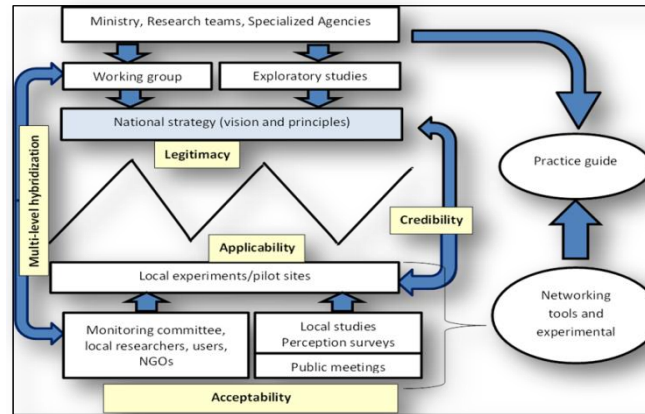 Ministry, Research teams, Specialized Agencies
Working group
Exploratory studies
National strategy (vision and principles)
Legitimacy
Multi-level hybridization
Credibility
Practice guide
Applicability
Local experiments/pilot sites
Monitoring committee,
local researchers, users,
NGOs
Local studies
Perception surveys
Public meetings
Networking
tools and
experimental
Acceptability